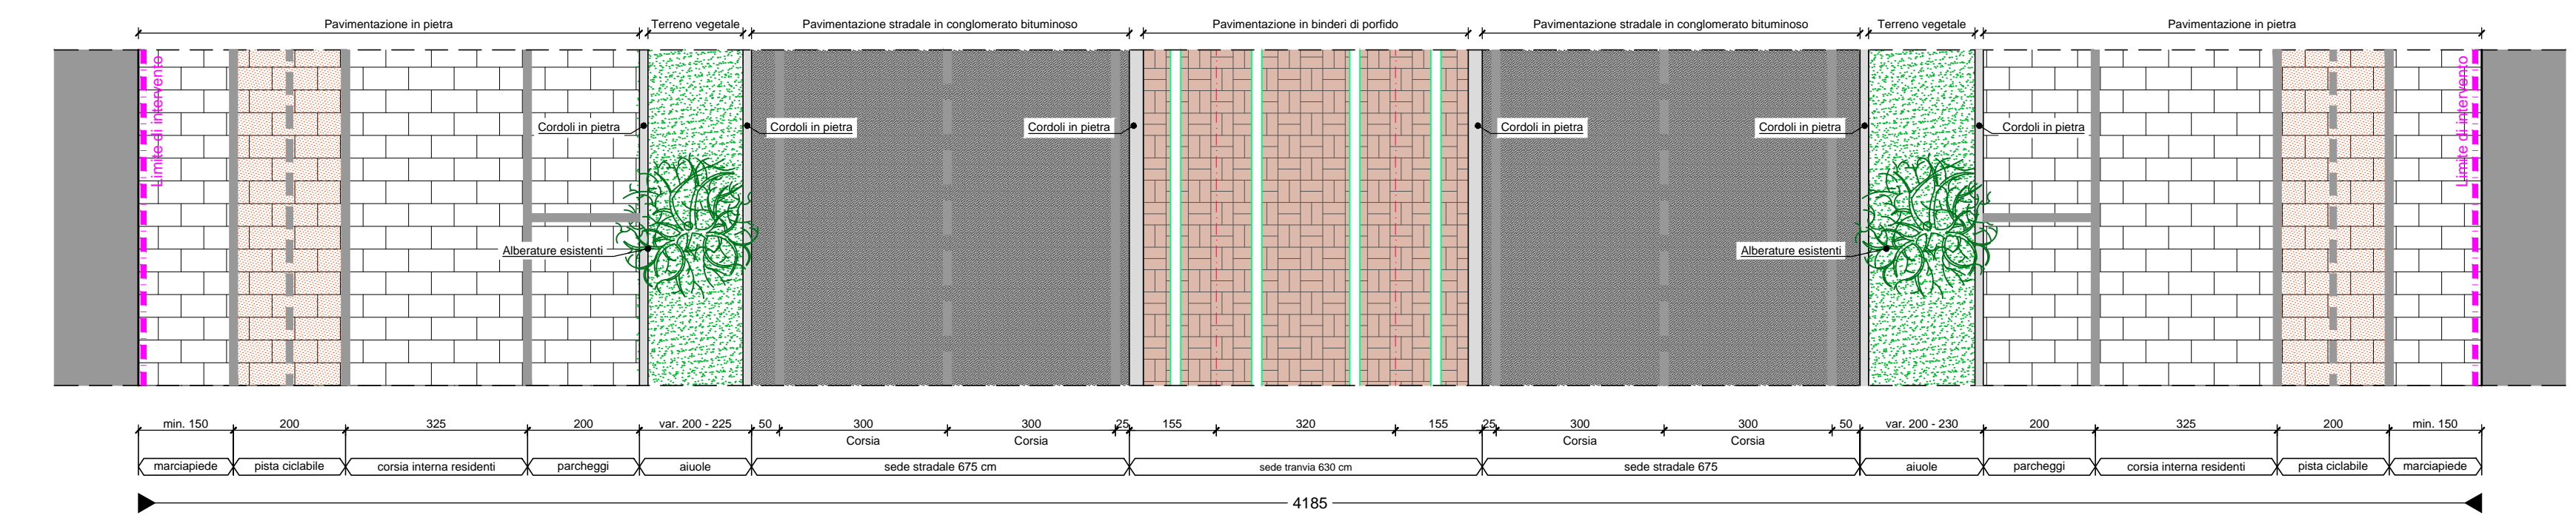 Pavimentazione in pietra
Terreno vegetale
Pavimentazione stradale in conglomerato bituminoso
Pavimentazione in binderi di porfido
Pavimentazione stradale in conglomerato bituminoso
Terreno vegetale
Pavimentazione in pietra
Limite di intervento
Limite di intervento
Cordoli in pietra
Cordoli in pietra
Cordoli in pietra
Cordoli in pietra
Cordoli in pietra
Cordoli in pietra
Alberature esistenti
Alberature esistenti
min. 150
200
325
200
var. 200 - 225
50
300
300
25
155
320
155
25
300
300
50
var. 200 - 230
200
325
200
min. 150
Corsia
Corsia
Corsia
Corsia
marciapiede
pista ciclabile
corsia interna residenti
parcheggi
aiuole
sede stradale 675 cm
sede tranvia 630 cm
sede stradale 675
aiuole
parcheggi
corsia interna residenti
pista ciclabile
marciapiede
4185